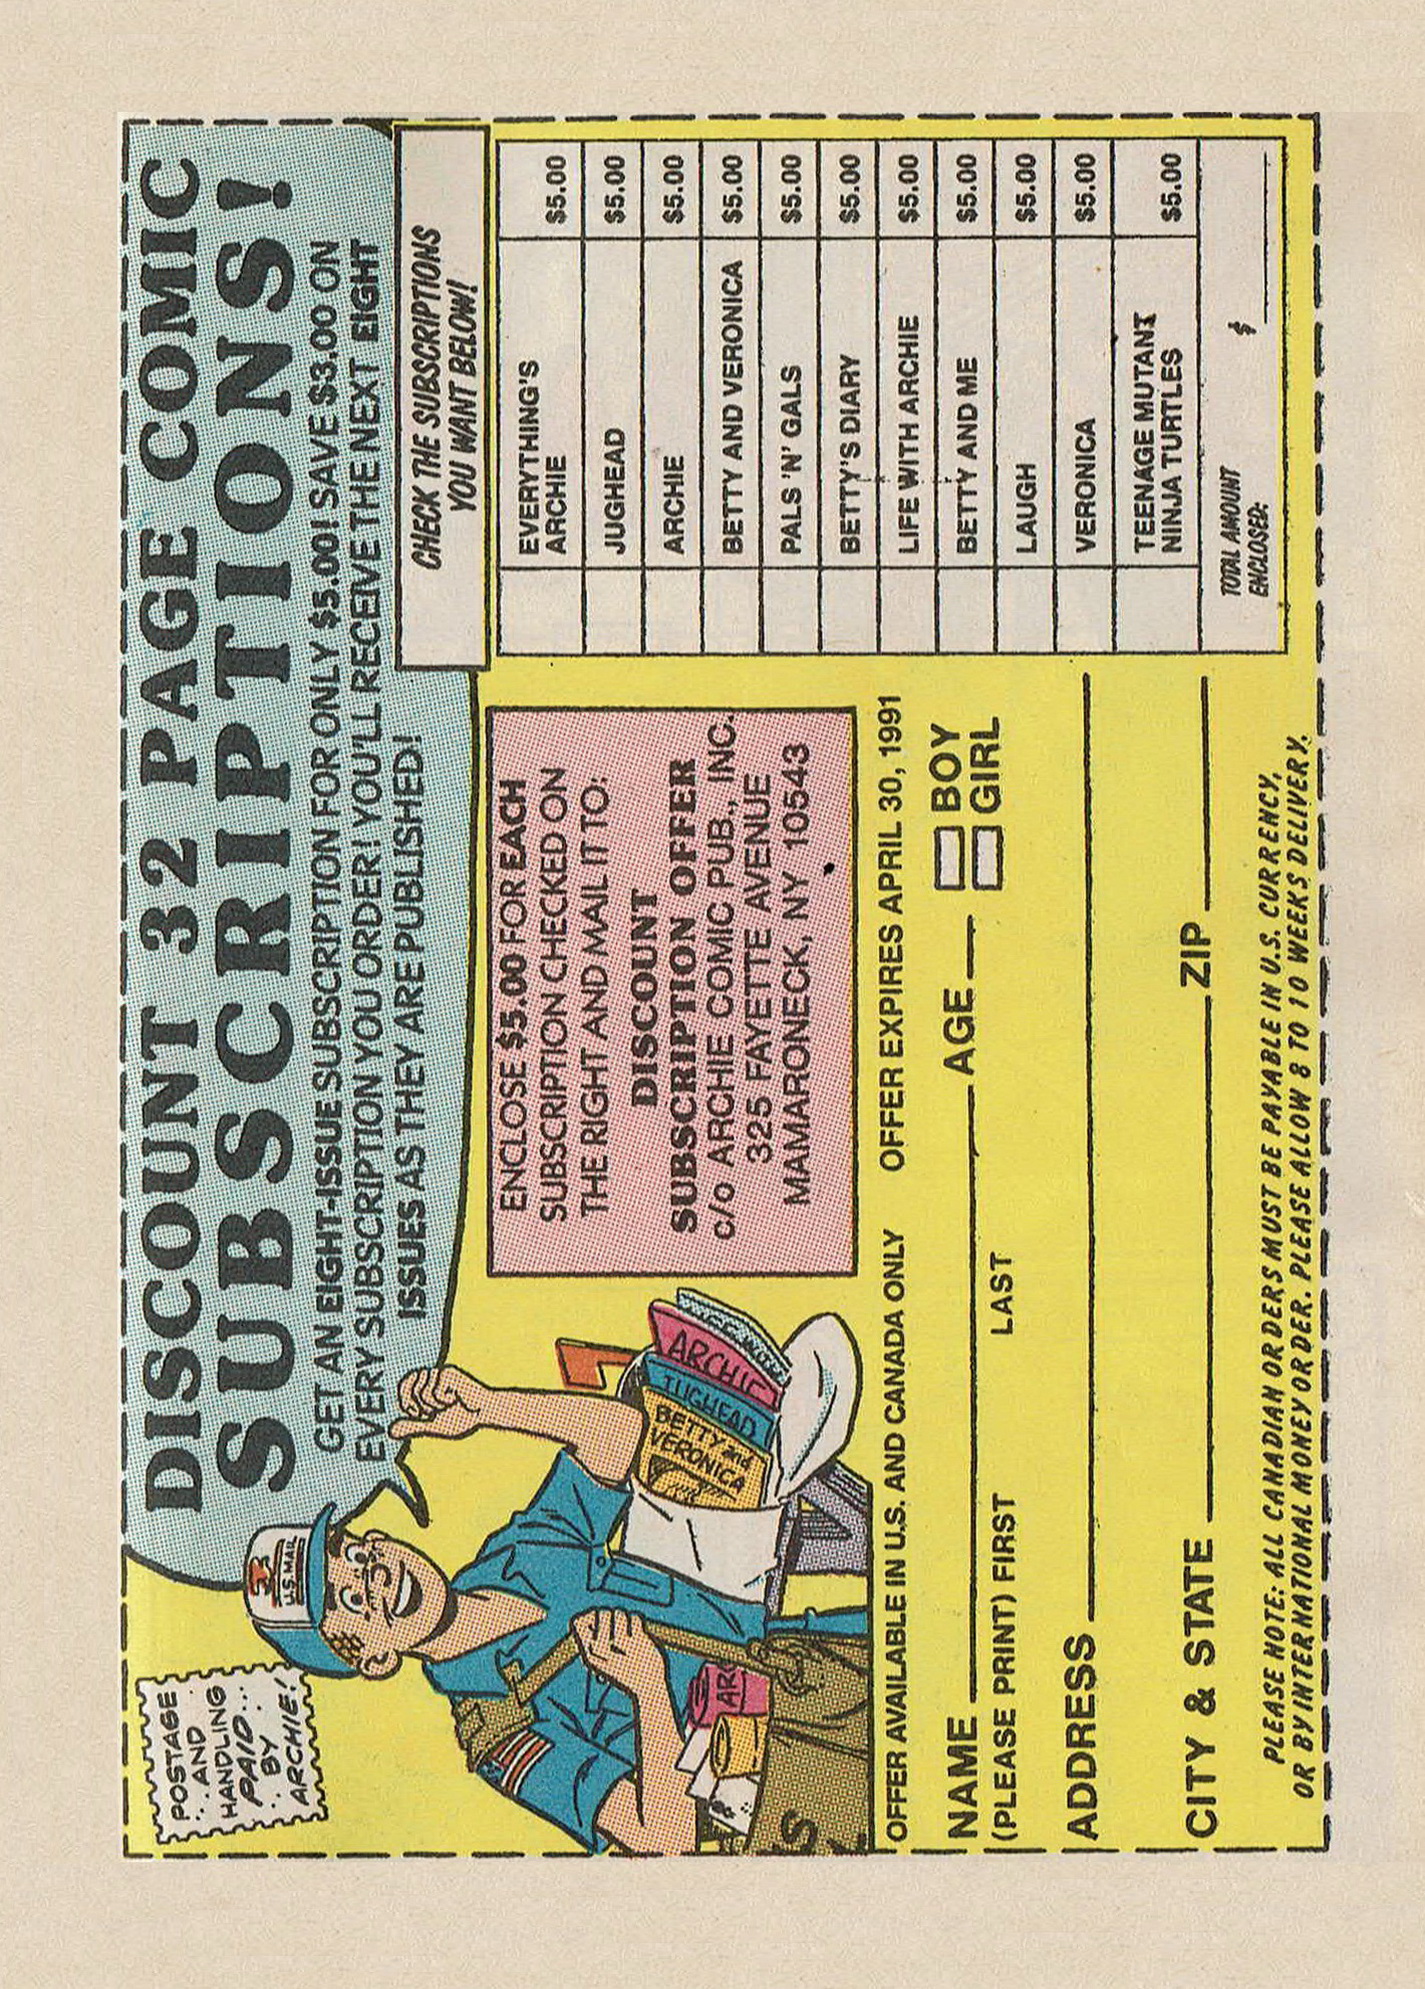 DISCOUNT 32 PAGE COMIC
SUBSCRIPTIONS!
GET AN EIGHT-ISSUE SUBSCRIPTION FOR ONLY $5.00! SAVE $3.00 ON
EVERY SUBSCRIPTION YOU ORDER! YOU'LL RECEIVE THE NEXT EIGHT
ISSUES AS THEY ARE PUBLISHED!
POSTAGE
AND
HANDLING
PAID...
BY
ARCHIE!
U.S. MAIL
BETTY and
VERONICA
JUGHEAD
ARCHIE
LIFE WITH
AR
ENCLOSE $5.00 FOR EACH
SUBSCRIPTION CHECKED ON
THE RIGHT AND MAIL IT TO:
DISCOUNT
SUBSCRIPTION OFFER
c/o ARCHIE COMIC PUB., INC.
325 FAYETTE AVENUE
MAMARONECK, NY 10543
CHECK THE SUBSCRIPTIONS
YOU WANT BELOW!
EVERYTHING'S
ARCHIE $5.00
JUGHEAD $5.00
ARCHIE $5.00
BETTY AND VERONICA $5.00
PALS 'N' GALS $5.00
BETTY'S DIARY $5.00
LIFE WITH ARCHIE $5.00
BETTY AND ME $5.00
LAUGH $5.00
VERONICA $5.00
TEENAGE MUTANT
NINJA TURTLES $5.00
TOTAL AMOUNT
ENCLOSED: $
OFFER AVAILABLE IN U.S. AND CANADA ONLY OFFER EXPIRES APRIL 30, 1991
NAME AGE BOY
(PLEASE PRINT) FIRST LAST GIRL
ADDRESS
CITY & STATE ZIP
PLEASE NOTE: ALL CANADIAN ORDERS MUST BE PAYABLE IN U.S. CURRENCY,
OR BY INTERNATIONAL MONEY ORDER. PLEASE ALLOW 8 TO 10 WEEKS DELIVERY.